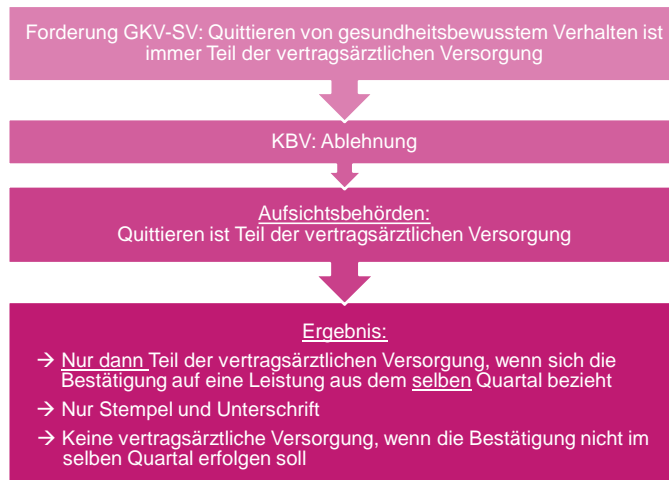 Forderung GKV-SV: Quittieren von gesundheitsbewusstem Verhalten ist
immer Teil der vertragsärztlichen Versorgung
KBV: Ablehnung
Aufsichtsbehörden:
Quittieren ist Teil der vertragsärztlichen Versorgung
Ergebnis:
→ Nur dann Teil der vertragsärztlichen Versorgung, wenn sich die
Bestätigung auf eine Leistung aus dem selben Quartal bezieht
→ Nur Stempel und Unterschrift
→ Keine vertragsärztliche Versorgung, wenn die Bestätigung nicht im
selben Quartal erfolgen soll